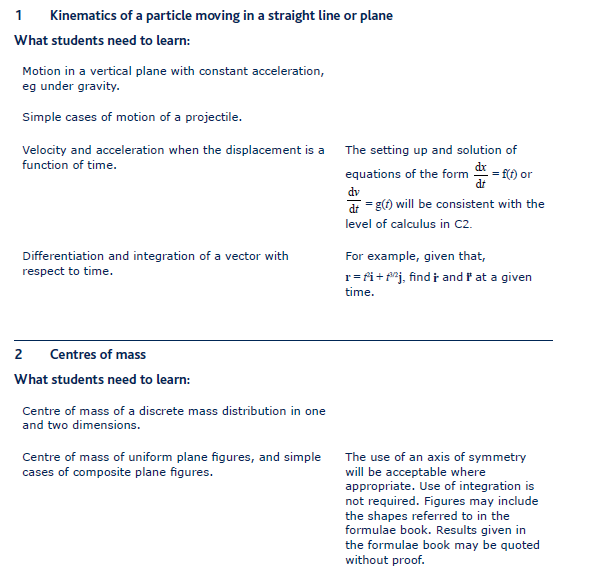 1 Kinematics of a particle moving in a straight line or plane
What students need to learn:
Motion in a vertical plane with constant acceleration,
eg under gravity.
Simple cases of motion of a projectile.
Velocity and acceleration when the displacement is a
function of time.
The setting up and solution of
equations of the form dx/dt = f(t) or
dv/dt = g(t) will be consistent with the
level of calculus in C2.
Differentiation and integration of a vector with
respect to time.
For example, given that,
r = t²i + t^(3/2)j, find ṙ and r̈ at a given
time.
2 Centres of mass
What students need to learn:
Centre of mass of a discrete mass distribution in one
and two dimensions.
Centre of mass of uniform plane figures, and simple
cases of composite plane figures.
The use of an axis of symmetry
will be acceptable where
appropriate. Use of integration is
not required. Figures may include
the shapes referred to in the
formulae book. Results given in
the formulae book may be quoted
without proof.